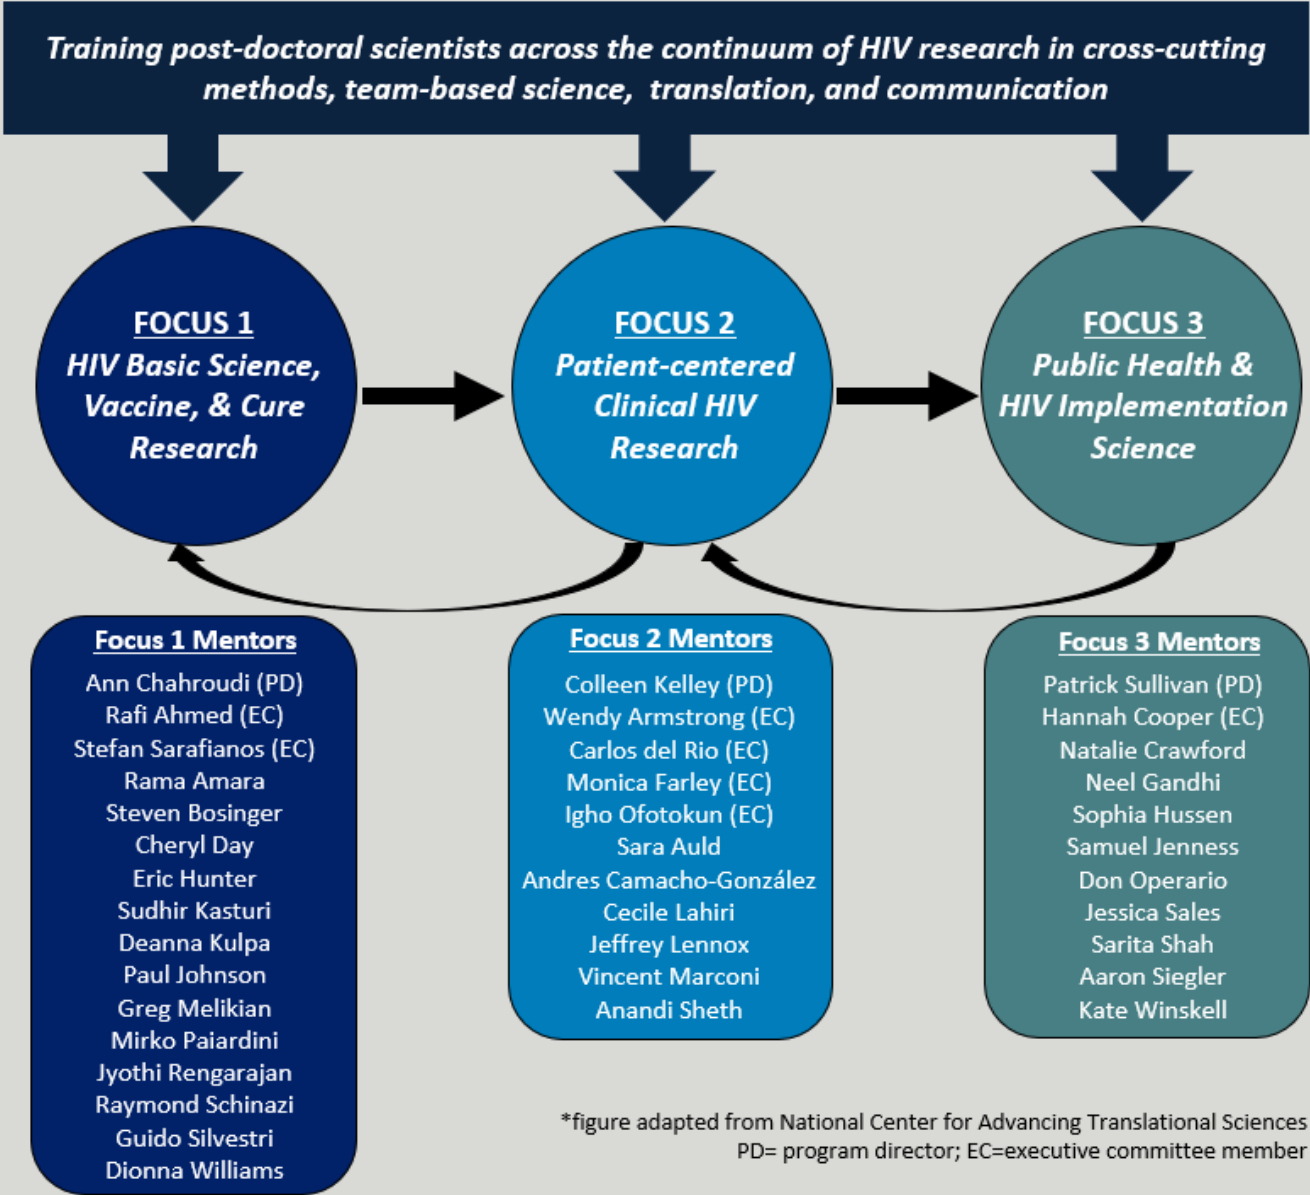 Training post-doctoral scientists across the continuum of HIV research in cross-cutting
methods, team-based science, translation, and communication
FOCUS 1
HIV Basic Science,
Vaccine, & Cure
Research
FOCUS 2
Patient-centered
Clinical HIV
Research
FOCUS 3
Public Health &
HIV Implementation
Science
Focus 1 Mentors
Ann Chahroudi (PD)
Rafi Ahmed (EC)
Stefan Sarafianos (EC)
Rama Amara
Steven Bosinger
Cheryl Day
Eric Hunter
Sudhir Kasturi
Deanna Kulpa
Paul Johnson
Greg Melikian
Mirko Paiardini
Jyothi Rengarajan
Raymond Schinazi
Guido Silvestri
Dionna Williams
Focus 2 Mentors
Colleen Kelley (PD)
Wendy Armstrong (EC)
Carlos del Rio (EC)
Monica Farley (EC)
Igho Ofotokun (EC)
Sara Auld
Andres Camacho-González
Cecile Lahiri
Jeffrey Lennox
Vincent Marconi
Anandi Sheth
Focus 3 Mentors
Patrick Sullivan (PD)
Hannah Cooper (EC)
Natalie Crawford
Neel Gandhi
Sophia Hussen
Samuel Jenness
Don Operario
Jessica Sales
Sarita Shah
Aaron Siegler
Kate Winskell
*figure adapted from National Center for Advancing Translational Sciences
PD= program director; EC=executive committee member